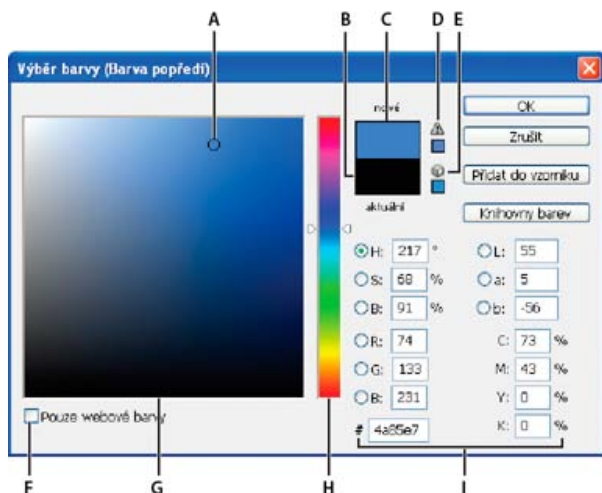 A B C D E
Výběr barvy (Barva popředí)
nové
OK
Zrušit
Přidat do vzorníku
aktuální
Knihovny barev
H: 217 ° L: 55
S: 68 % a: 5
B: 91 % b: -56
R: 74 C: 73 %
G: 133 M: 43 %
B: 231 Y: 0 %
# 4a85e7 K: 0 %
Pouze webové barvy
F G H I